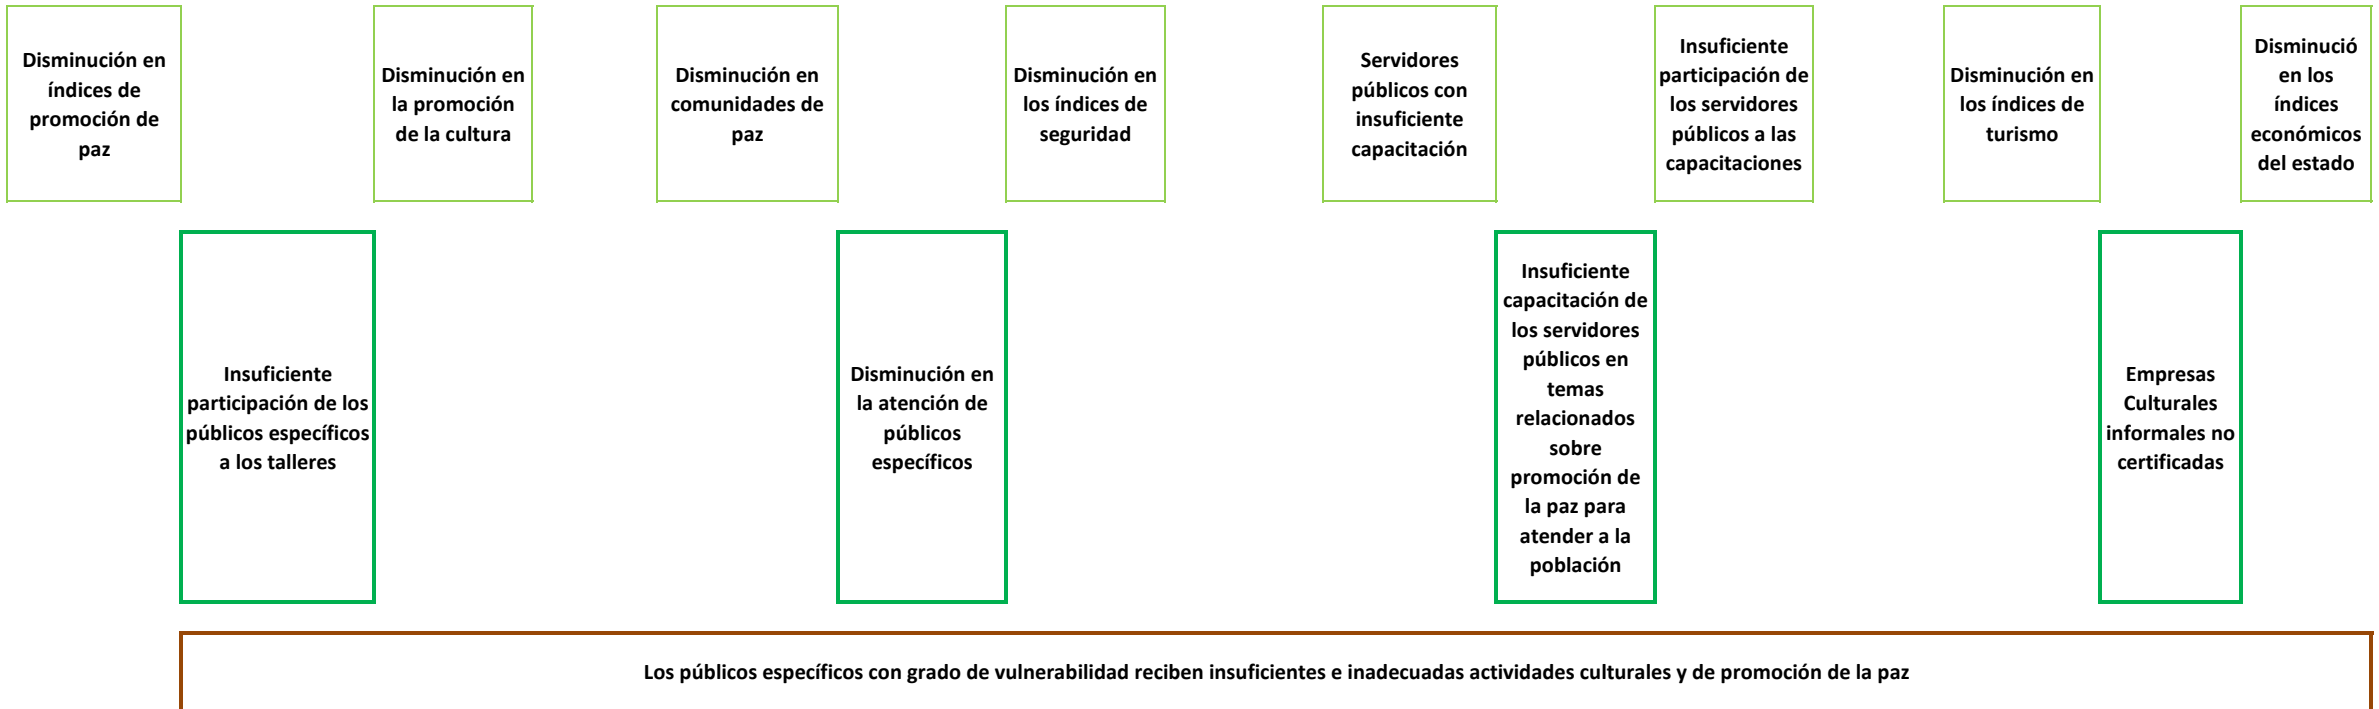 Disminución en
índices de
promoción de
paz
Disminución en
la promoción
de la cultura
Disminución en
comunidades de
paz
Disminución en
los índices de
seguridad
Servidores
públicos con
insuficiente
capacitación
Insuficiente
participación de
los servidores
públicos a las
capacitaciones
Disminución en
los índices de
turismo
Disminució
en los
índices
económicos
del estado
Insuficiente
participación de los
públicos específicos
a los talleres
Disminución en
la atención de
públicos
específicos
Insuficiente
capacitación de
los servidores
públicos en
temas
relacionados
sobre
promoción de
la paz para
atender a la
población
Empresas
Culturales
informales no
certificadas
Los públicos específicos con grado de vulnerabilidad reciben insuficientes e inadecuadas actividades culturales y de promoción de la paz